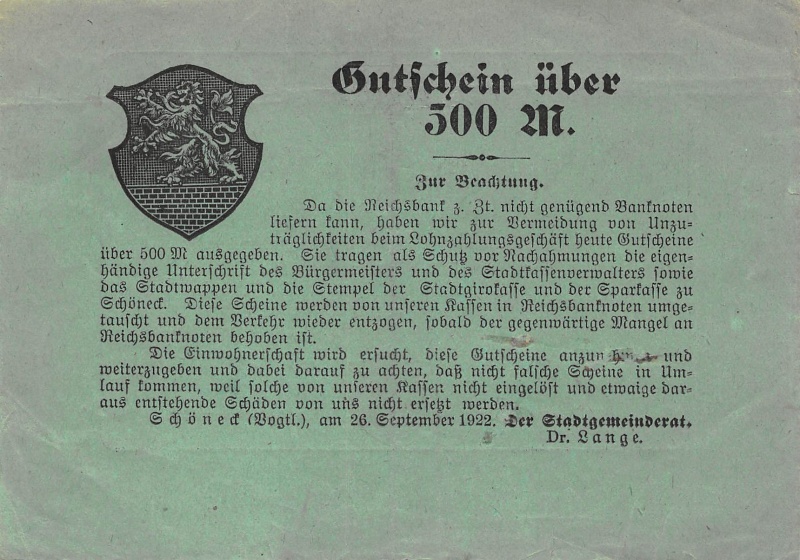 Gutschein über
500 M.
Zur Beachtung.
Da die Reichsbank z. Zt. nicht genügend Banknoten
liefern kann, haben wir zur Vermeidung von Unzu-
träglichkeiten beim Lohnzahlungsgeschäft heute Gutscheine
über 500 M ausgegeben. Sie tragen als Schutz vor Nachahmungen die eigen-
händige Unterschrift des Bürgermeisters und des Stadtkassenverwalters sowie
das Stadtwappen und die Stempel der Stadtgirokasse und der Sparkasse zu
Schöneck. Diese Scheine werden von unseren Kassen in Reichsbanknoten umge-
tauscht und dem Verkehr wieder entzogen, sobald der gegenwärtige Mangel an
Reichsbanknoten behoben ist.
Die Einwohnerschaft wird ersucht, diese Gutscheine und
weiterzugeben und dabei darauf zu achten, daß nicht falsche Scheine in Um-
lauf kommen, weil solche von unseren Kassen nicht eingelöst und etwaige dar-
aus entstehende Schäden von uns nicht ersetzt werden.
Schöneck (Vogtl.), am 26. September 1922. Der Stadtgemeinderat.
Dr. Lange.